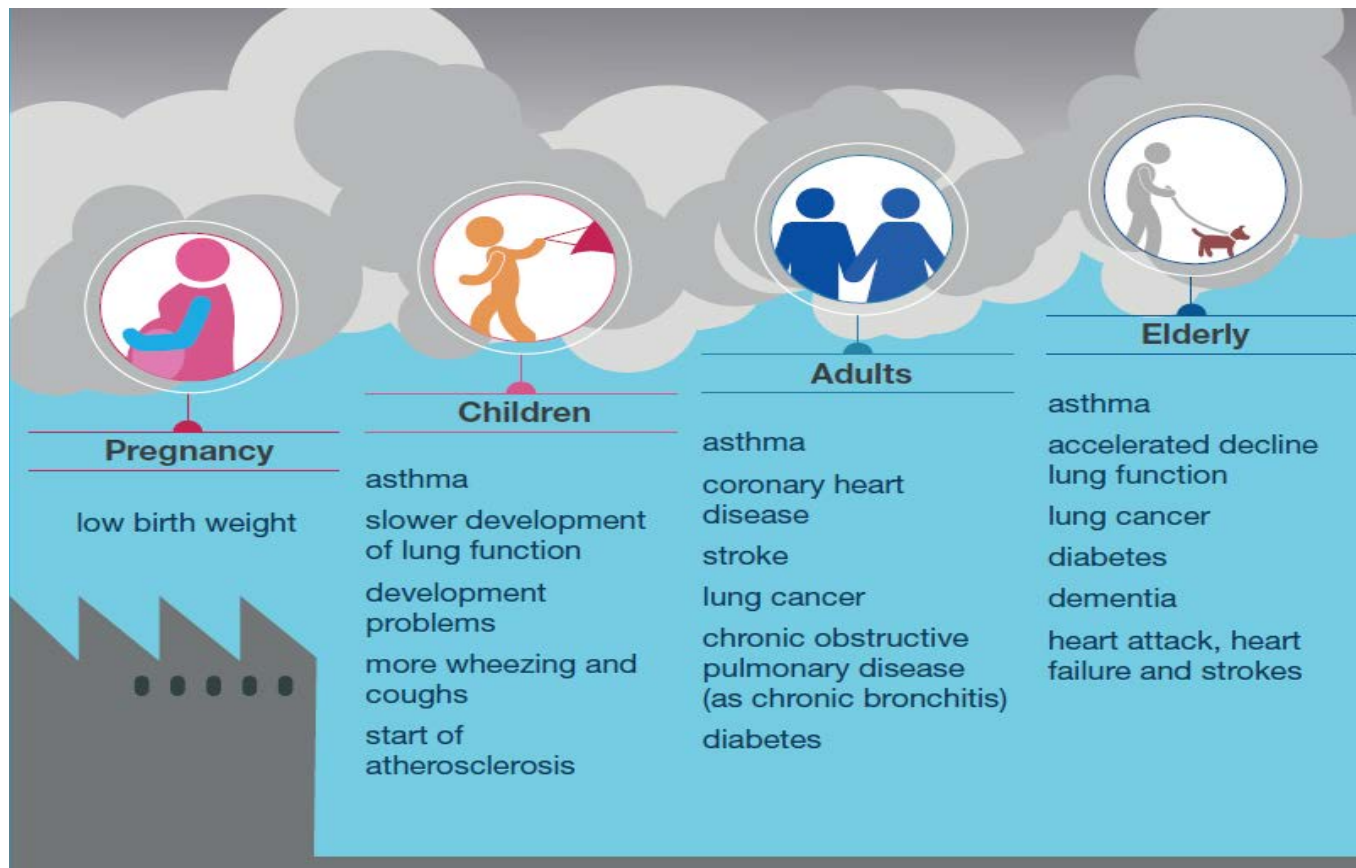 Pregnancy
low birth weight
Children
asthma
slower development
of lung function
development
problems
more wheezing and
coughs
start of
atherosclerosis
Adults
asthma
coronary heart
disease
stroke
lung cancer
chronic obstructive
pulmonary disease
(as chronic bronchitis)
diabetes
Elderly
asthma
accelerated decline
lung function
lung cancer
diabetes
dementia
heart attack, heart
failure and strokes